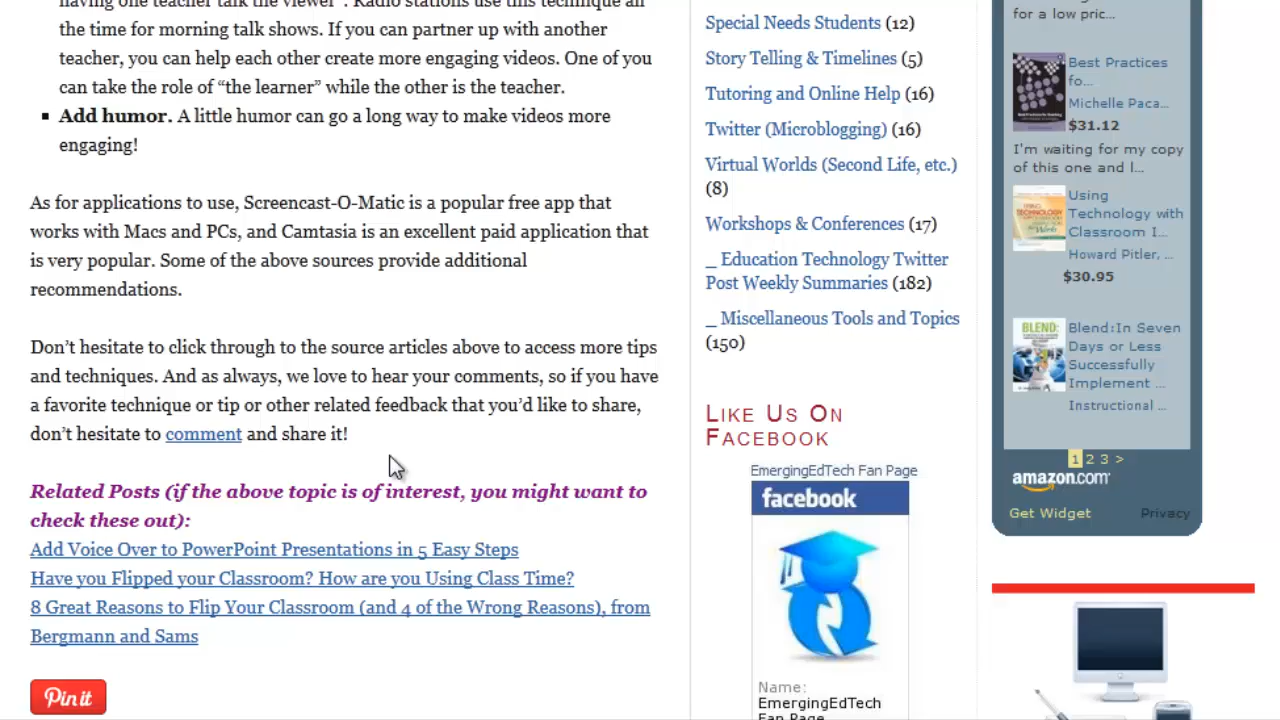 having one teacher talk the viewer”. Radio stations use this technique all
the time for morning talk shows. If you can partner up with another
teacher, you can help each other create more engaging videos. One of you
can take the role of “the learner” while the other is the teacher.
▪ Add humor. A little humor can go a long way to make videos more
engaging!
As for applications to use, Screencast-O-Matic is a popular free app that
works with Macs and PCs, and Camtasia is an excellent paid application that
is very popular. Some of the above sources provide additional
recommendations.
Don’t hesitate to click through to the source articles above to access more tips
and techniques. And as always, we love to hear your comments, so if you have
a favorite technique or tip or other related feedback that you’d like to share,
don’t hesitate to comment and share it!
Related Posts (if the above topic is of interest, you might want to
check these out):
Add Voice Over to PowerPoint Presentations in 5 Easy Steps
Have you Flipped your Classroom? How are you Using Class Time?
8 Great Reasons to Flip Your Classroom (and 4 of the Wrong Reasons), from
Bergmann and Sams
Pin it
Special Needs Students (12)
Story Telling & Timelines (5)
Tutoring and Online Help (16)
Twitter (Microblogging) (16)
Virtual Worlds (Second Life, etc.)
(8)
Workshops & Conferences (17)
_ Education Technology Twitter
Post Weekly Summaries (182)
_ Miscellaneous Tools and Topics
(150)
Like Us On
Facebook
EmergingEdTech Fan Page
facebook
Name:
EmergingEdTech
Fan Page
for a low pric...
Best Practices
fo...
Michelle Paca...
$31.12
I'm waiting for my copy
of this one and I...
Using
Technology with
Classroom I...
Howard Pitler, ...
$30.95
BLEND:
Blend:In Seven
Days or Less
Successfully
Implement ...
Instructional ...
1 2 3 >
amazon.com
Get Widget Privacy